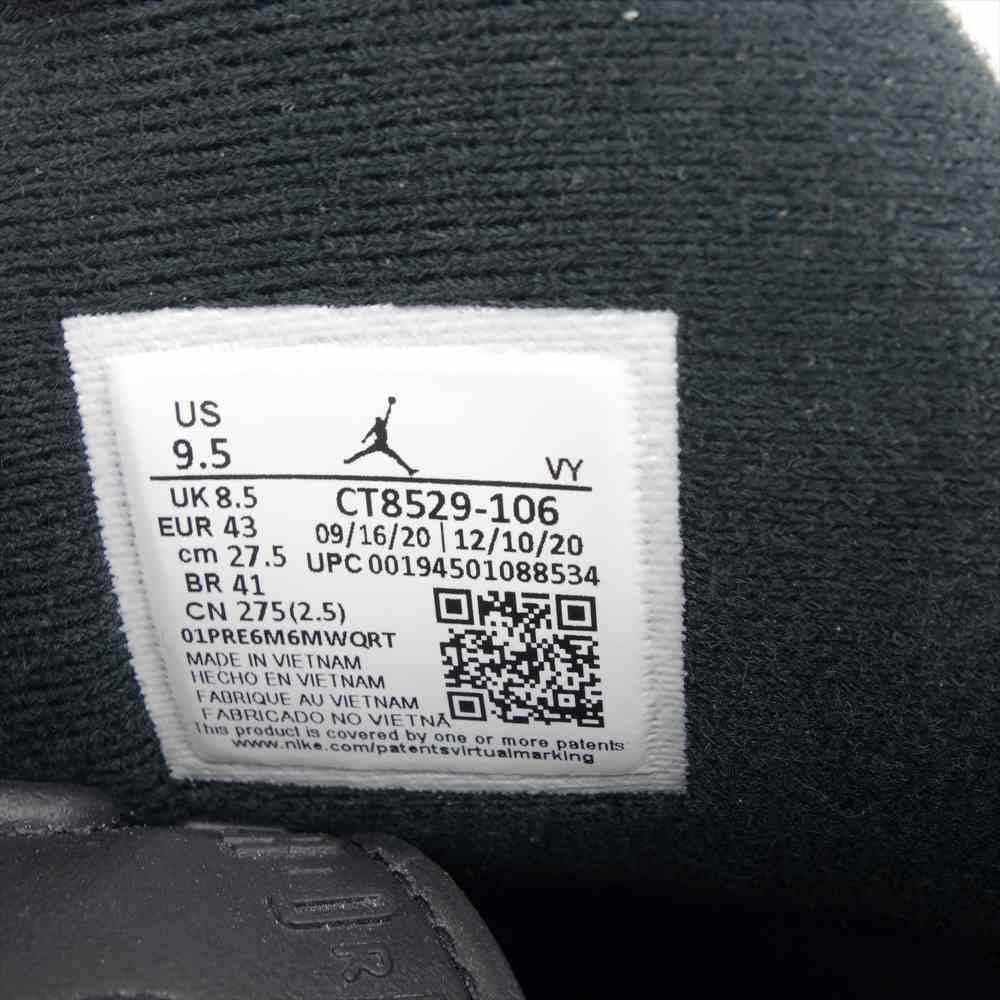 US
9.5
VY
UK 8.5
EUR 43
cm 27.5
BR 41
CN 275(2.5)
CT8529-106
09/16/20 | 12/10/20
UPC 00194501088534
01PRE6M6MWQRT
MADE IN VIETNAM
HECHO EN VIETNAM
FABRIQUE AU VIETNAM
FABRICADO NO VIETNÃ
This product is covered by one or more patents
www.nike.com/patentsvirtualmarking